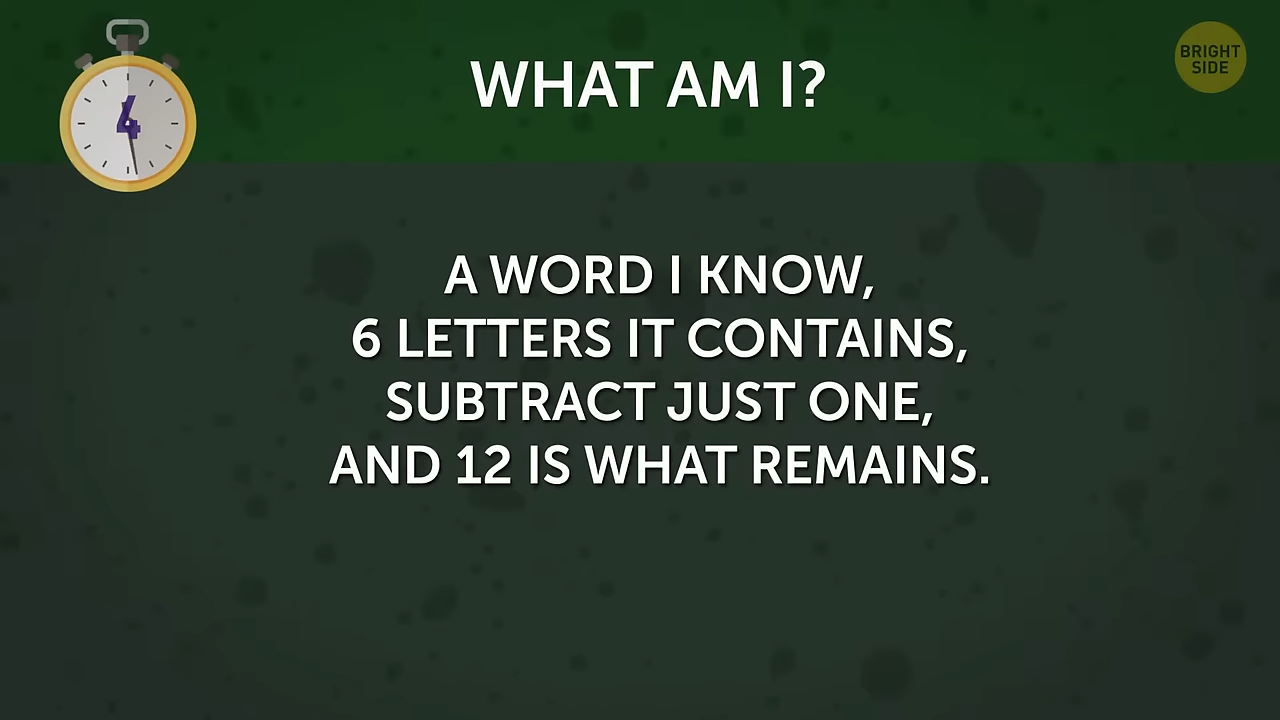 WHAT AM I?
BRIGHT
SIDE
4
A WORD I KNOW,
6 LETTERS IT CONTAINS,
SUBTRACT JUST ONE,
AND 12 IS WHAT REMAINS.